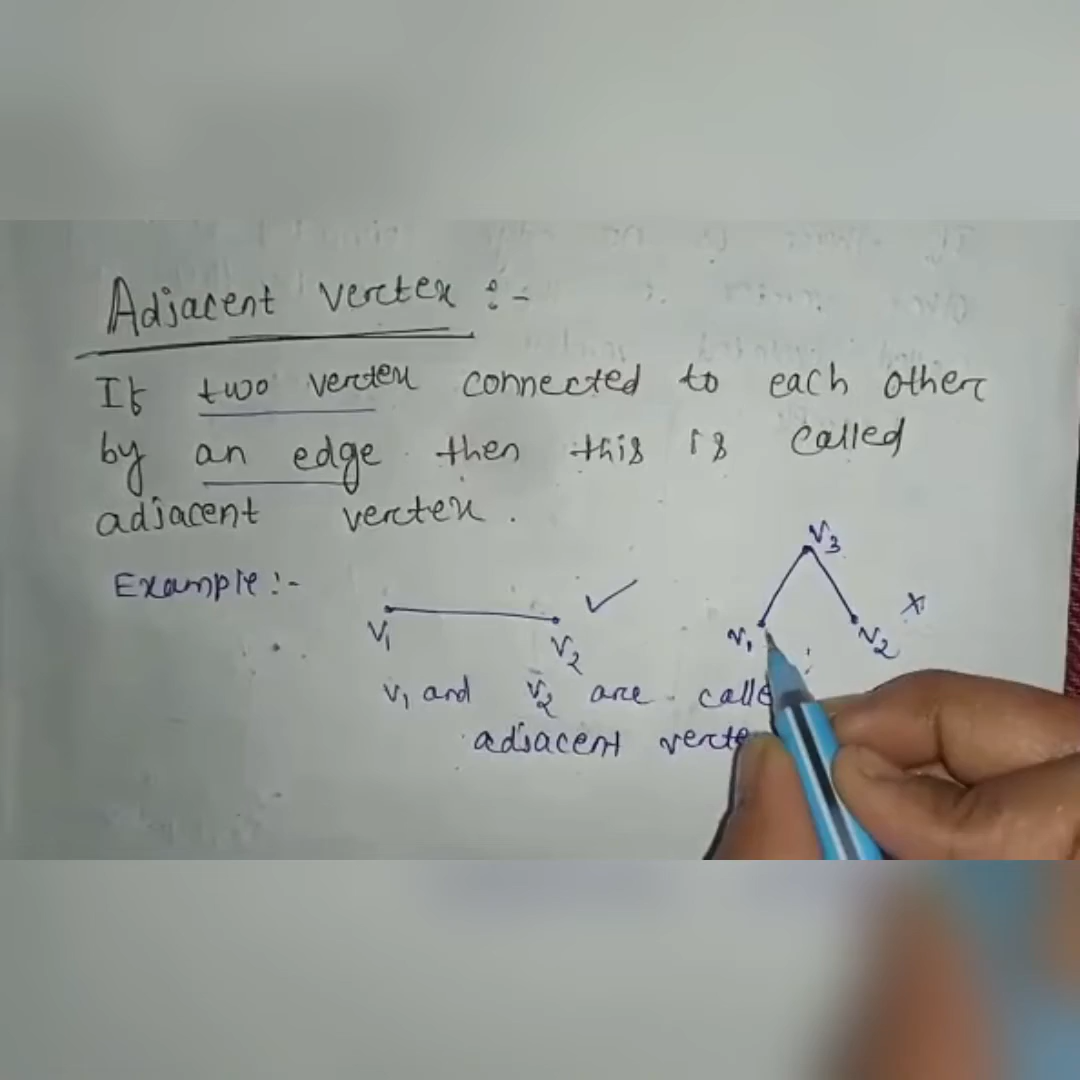 Adjacent vertex :-
If two vertex connected to each other
by an edge then this is called
adjacent vertex.
Example :-
V3
V1 V2 V1 V2
V1 and V2 are
adjacent